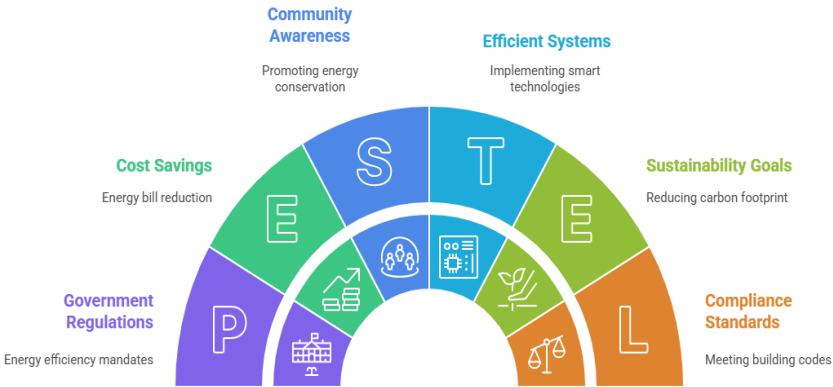 Community
Awareness
Promoting energy
conservation
Efficient Systems
Implementing smart
technologies
Cost Savings
Energy bill reduction
Sustainability Goals
Reducing carbon footprint
Government
Regulations
Energy efficiency mandates
Compliance
Standards
Meeting building codes
P
E
S
T
E
L